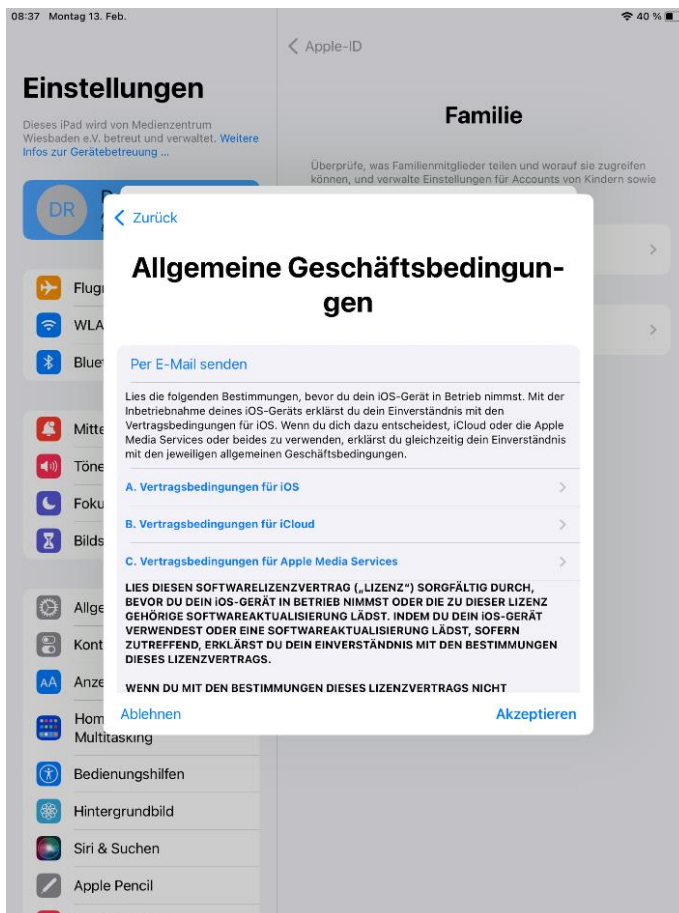 08:37 Montag 13. Feb.
40 %
Apple-ID
Einstellungen
Familie
Dieses iPad wird von Medienzentrum
Wiesbaden e.V. betreut und verwaltet. Weitere
Infos zur Gerätebetreuung ...
Überprüfe, was Familienmitglieder teilen und worauf sie zugreifen
können, und verwalte Einstellungen für Accounts von Kindern sowie
DR
Zurück
Allgemeine Geschäftsbedingun-
gen
Per E-Mail senden
Lies die folgenden Bestimmungen, bevor du dein iOS-Gerät in Betrieb nimmst. Mit der
Inbetriebnahme deines iOS-Geräts erklärst du dein Einverständnis mit den
Vertragsbedingungen für iOS. Wenn du dich dazu entscheidest, iCloud oder die Apple
Media Services oder beides zu verwenden, erklärst du gleichzeitig dein Einverständnis
mit den jeweiligen allgemeinen Geschäftsbedingungen.
A. Vertragsbedingungen für iOS
B. Vertragsbedingungen für iCloud
C. Vertragsbedingungen für Apple Media Services
LIES DIESEN SOFTWARELIZENZVERTRAG („LIZENZ“) SORGFÄLTIG DURCH,
BEVOR DU DEIN iOS-GERÄT IN BETRIEB NIMMST ODER DIE ZU DIESER LIZENZ
GEHÖRIGE SOFTWAREAKTUALISIERUNG LÄDST. INDEM DU DEIN iOS-GERÄT
VERWENDEST ODER EINE SOFTWAREAKTUALISIERUNG LÄDST, SOFERN
ZUTREFFEND, ERKLÄRST DU DEIN EINVERSTÄNDNIS MIT DEN BESTIMMUNGEN
DIESES LIZENZVERTRAGS.
WENN DU MIT DEN BESTIMMUNGEN DIESES LIZENZVERTRAGS NICHT
Ablehnen
Akzeptieren
Flug
WLA
Blue
Mitte
Töne
Foku
Bilds
Allge
Kont
AA
Anze
Hom
Multitasking
Bedienungshilfen
Hintergrundbild
Siri & Suchen
Apple Pencil